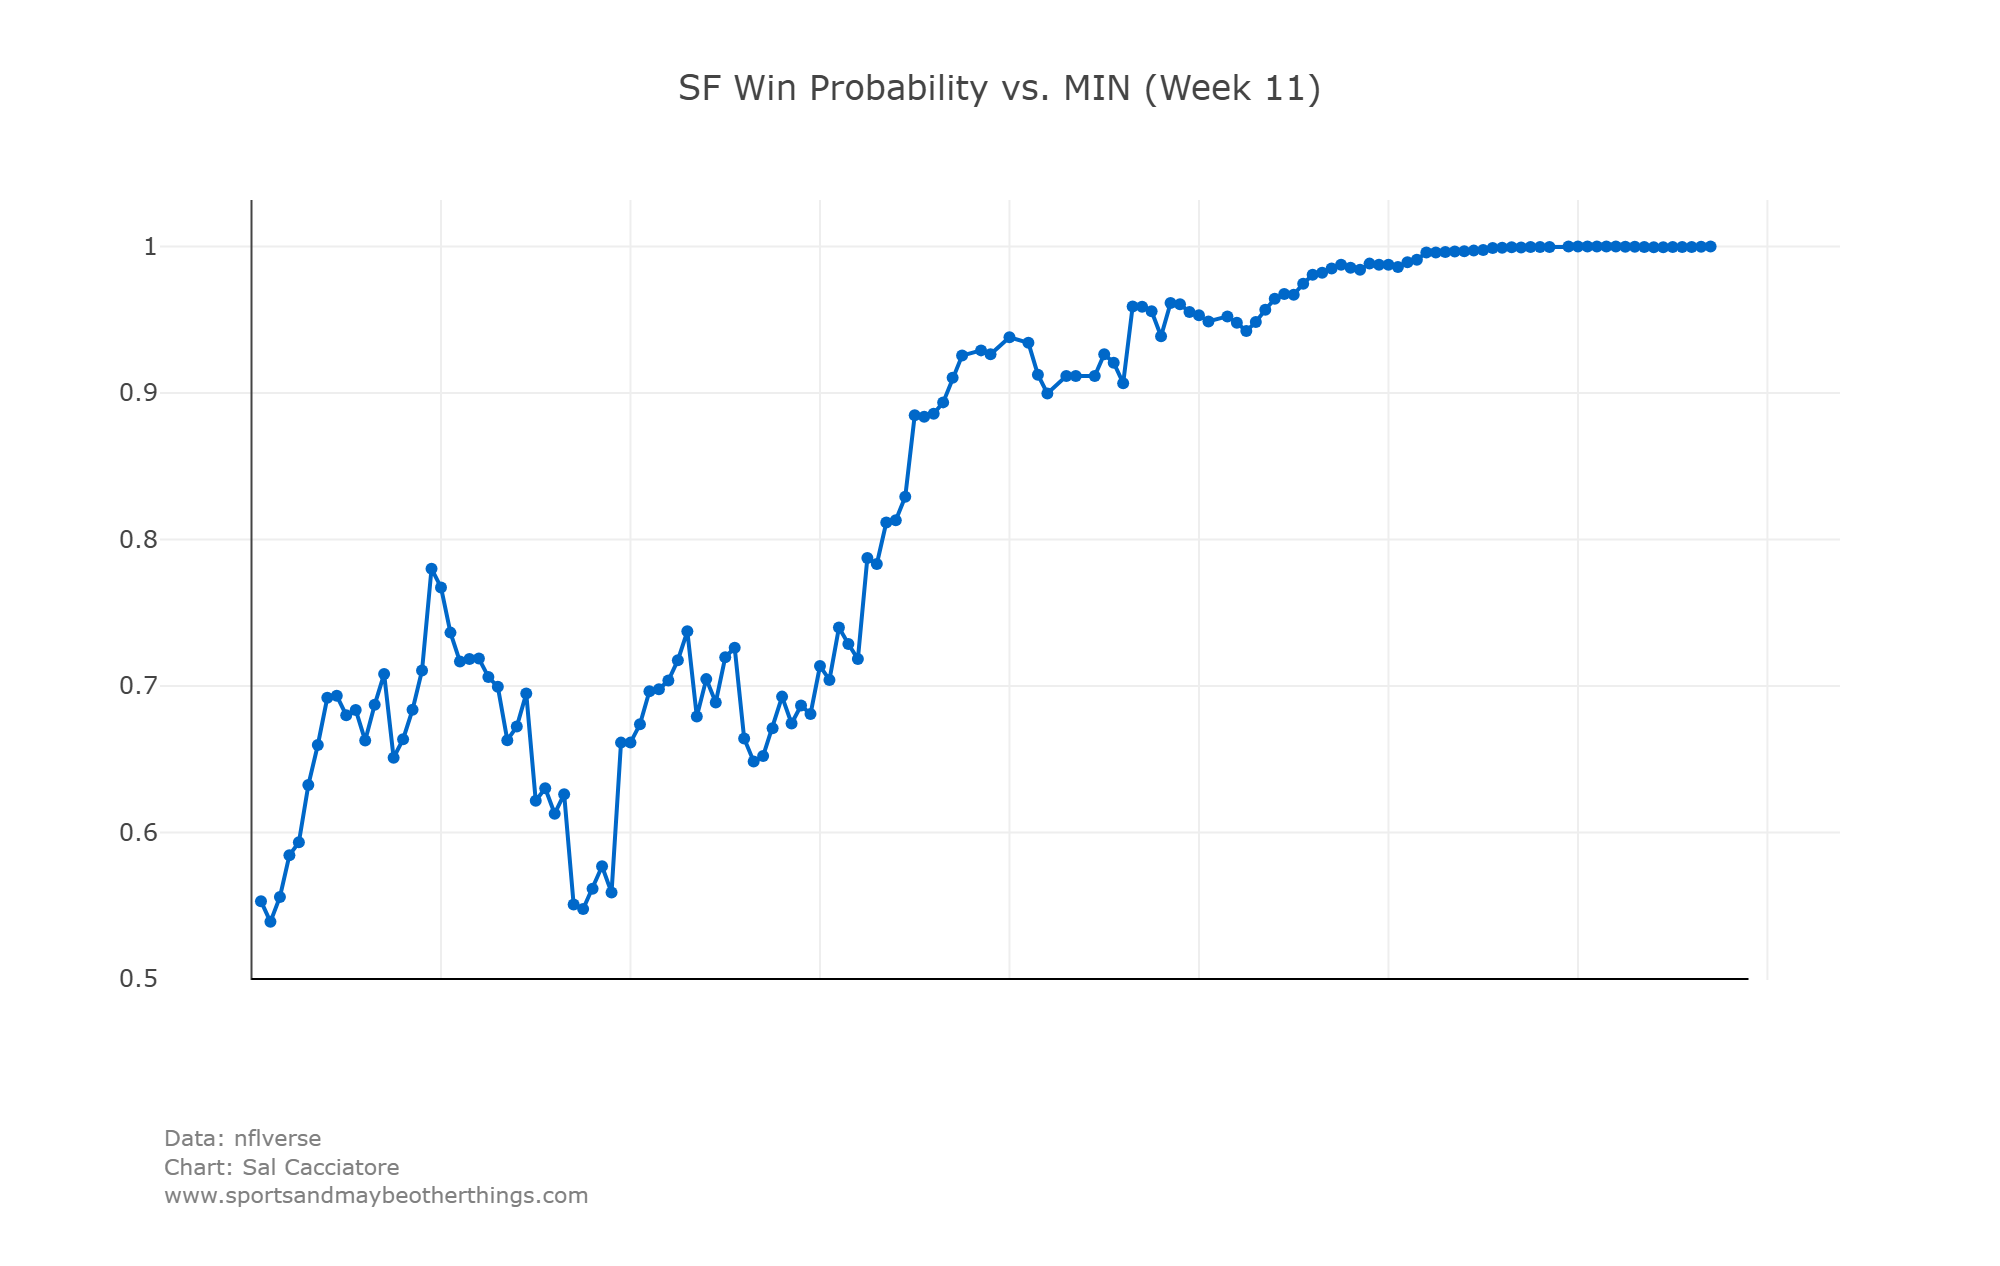 SF Win Probability vs. MIN (Week 11)
1
0.9
0.8
0.7
0.6
0.5
Data: nflverse
Chart: Sal Cacciatore
www.sportsandmaybeotherthings.com